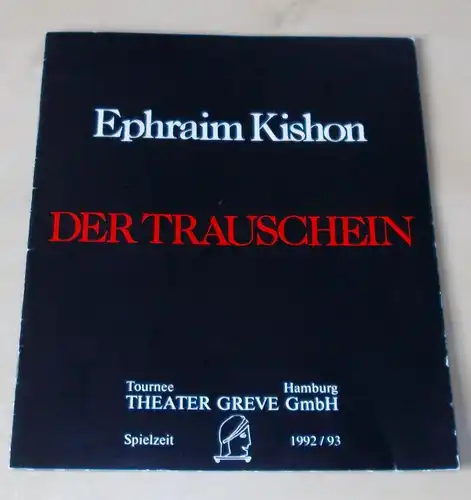 Ephraim Kishon
DER TRAUSCHEIN
Tournee Hamburg
THEATER GREVE GmbH
Spielzeit 1992/93